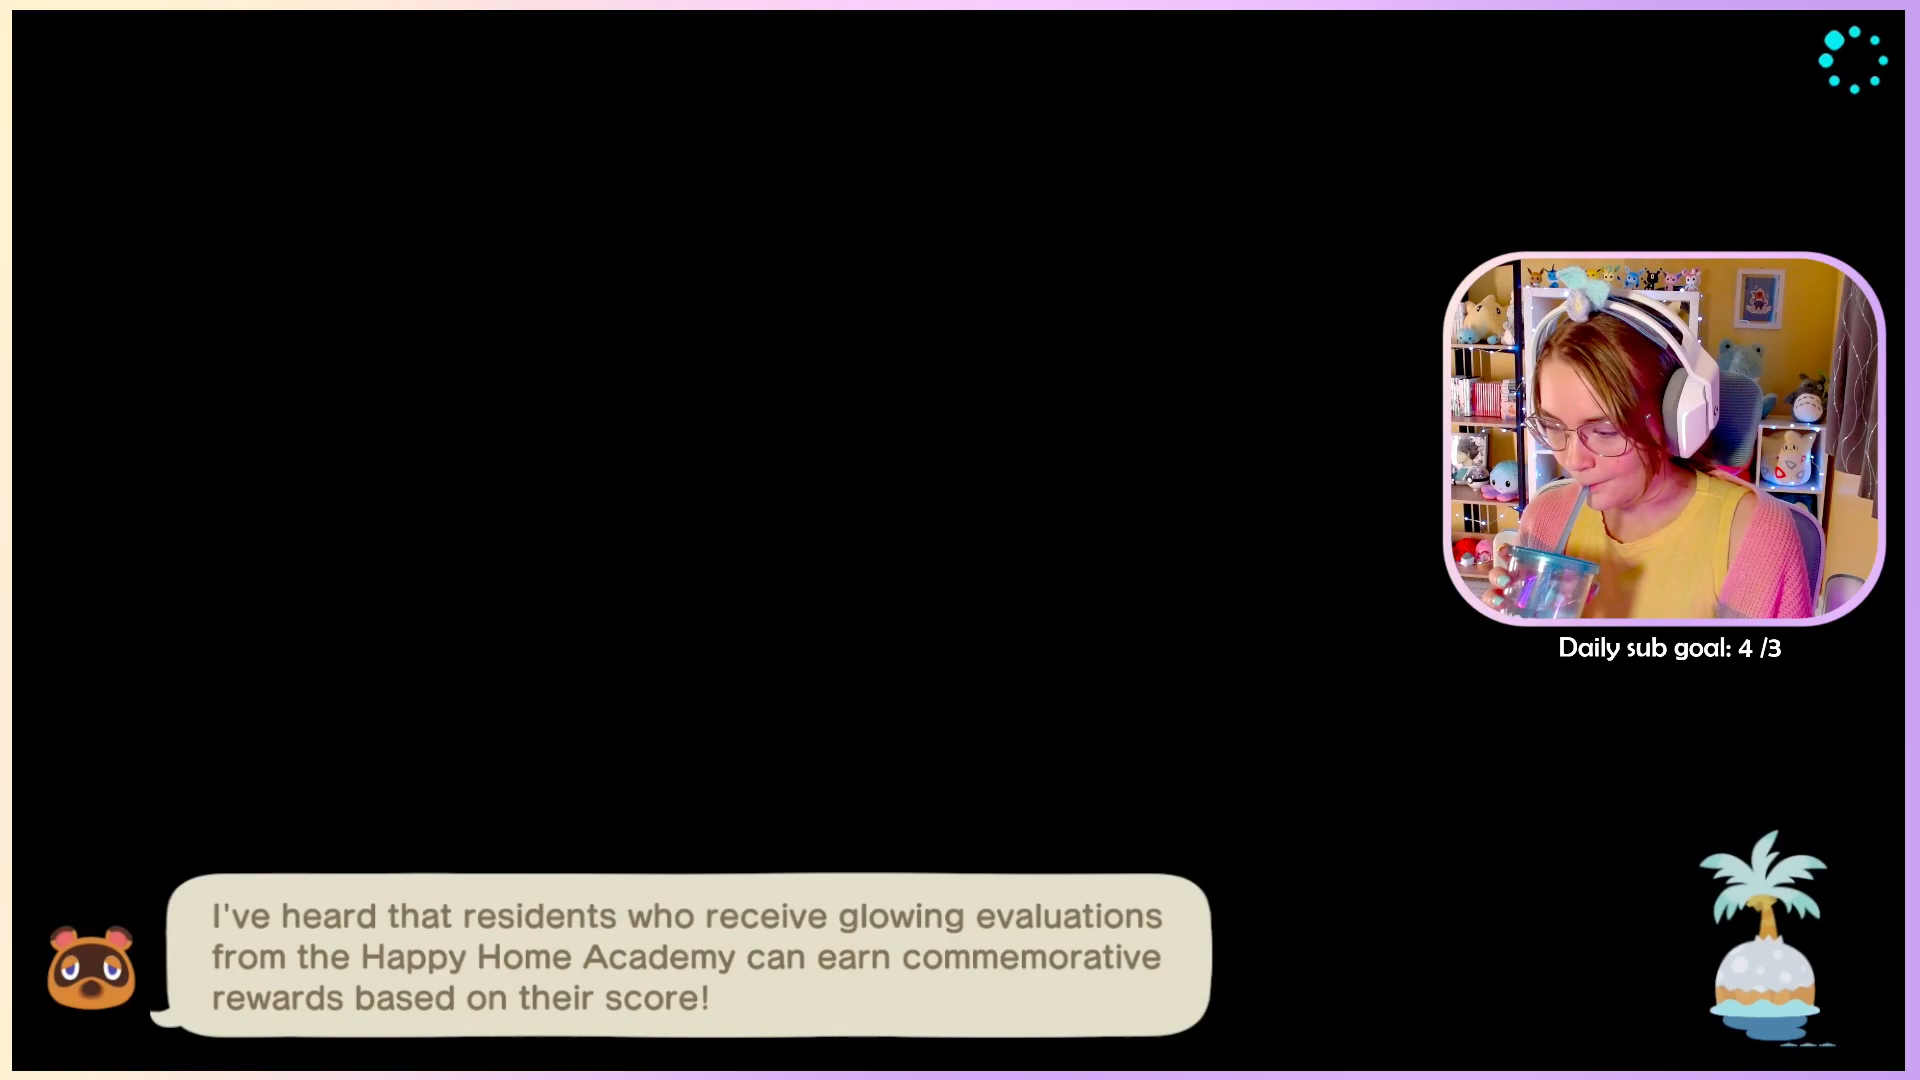 Daily sub goal: 4 /3
I've heard that residents who receive glowing evaluations
from the Happy Home Academy can earn commemorative
rewards based on their score!